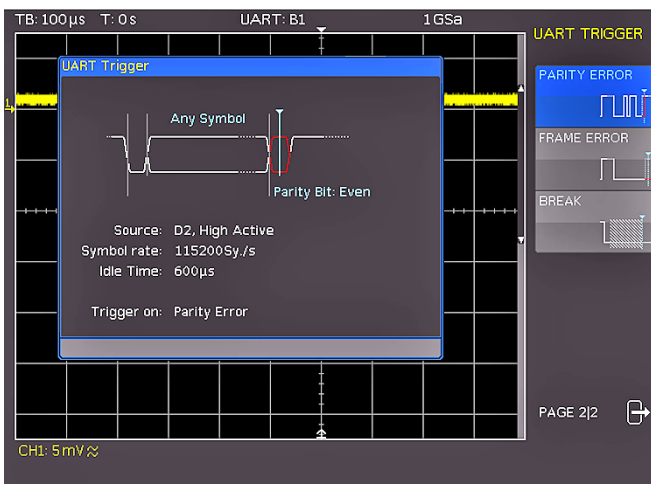 TB: 100µs T: 0s UART: B1 1GSa
UART TRIGGER
UART Trigger
PARITY ERROR
1
Any Symbol
FRAME ERROR
Parity Bit: Even
BREAK
Source: D2, High Active
Symbol rate: 115200Sy./s
Idle Time: 600µs
Trigger on: Parity Error
PAGE 2|2
CH1: 5mV